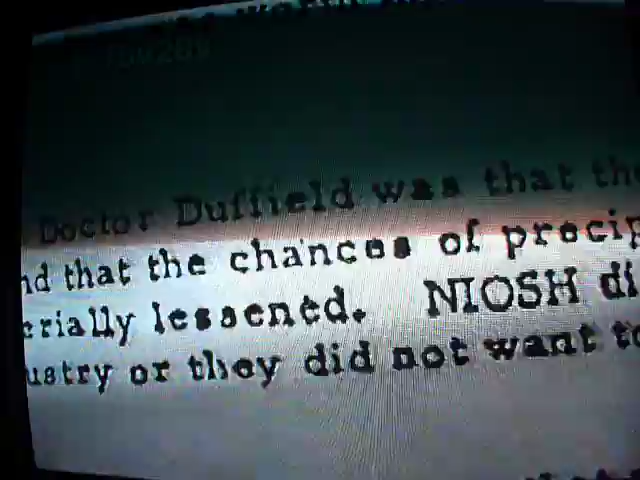 Doctor Duffield was that the
nd that the chances of precip
erially lessened. NIOSH di
ustry or they did not want to